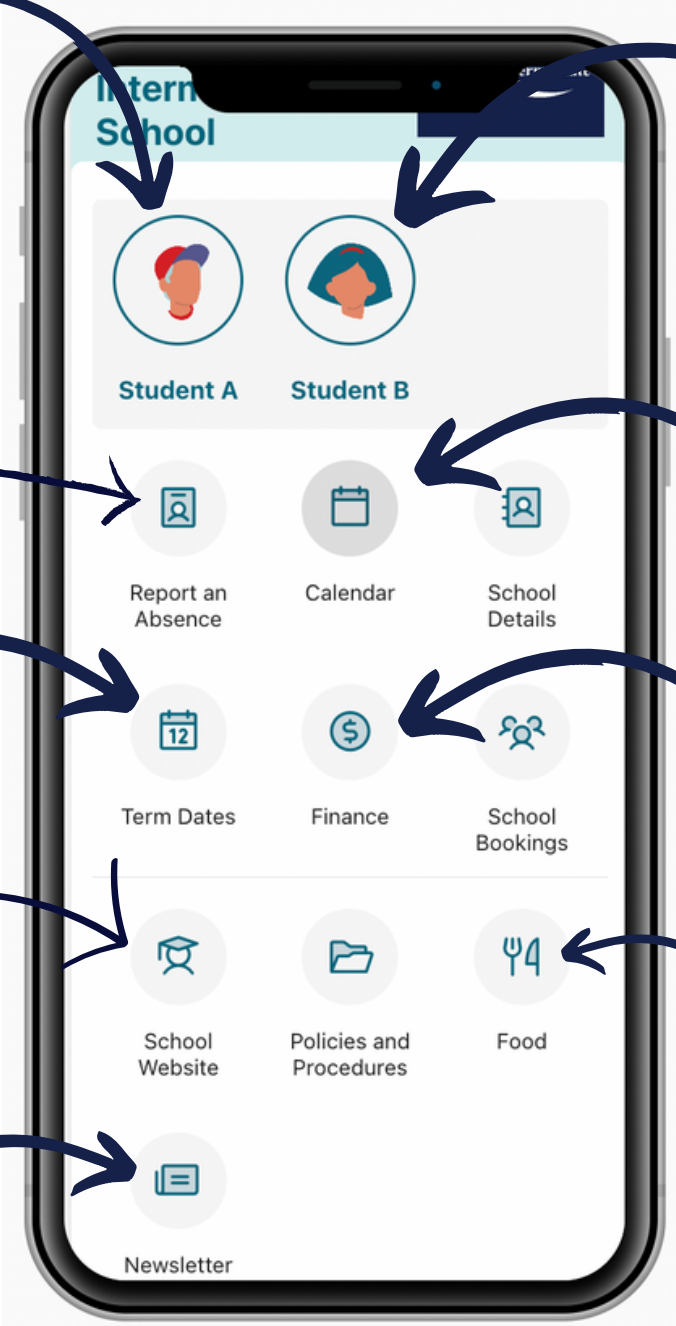 School
Student A
Student B
Report an
Absence
Calendar
School
Details
12
Term Dates
$
Finance
School
Bookings
School
Website
Policies and
Procedures
Food
Newsletter